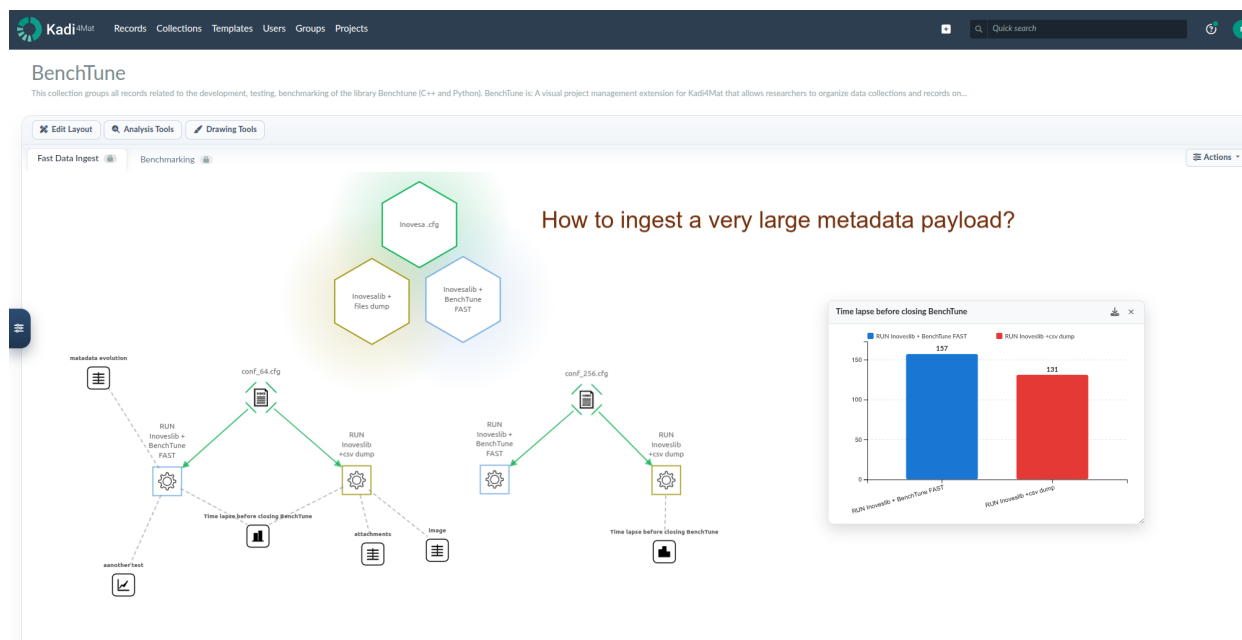 Kadi4Mat
Records Collections Templates Users Groups Projects
Quick search
BenchTune
This collection groups all records related to the development, testing, benchmarking of the library Benchtune (C++ and Python). BenchTune is: A visual project management extension for Kadi4Mat that allows researchers to organize data collections and records on...
Edit Layout Analysis Tools Drawing Tools
Fast Data Ingest Benchmarking
Actions
Inovesa .cfg
How to ingest a very large metadata payload?
Inovesalib +
files dump
Inovesalib +
BenchTune
FAST
Time lapse before closing BenchTune
RUN Inoveslib + BenchTune FAST RUN Inoveslib +csv dump
157
131
150
100
50
0
RUN Inoveslib + BenchTune FAST
RUN Inoveslib +csv dump
matadata evolution
conf_64.cfg
conf_256.cfg
RUN
Inoveslib +
BenchTune
FAST
RUN
Inoveslib
+csv dump
RUN
Inoveslib +
BenchTune
FAST
RUN
Inoveslib
+csv dump
Time lapse before closing BenchTune
attachments
image
Time lapse before closing BenchTune
aanother test